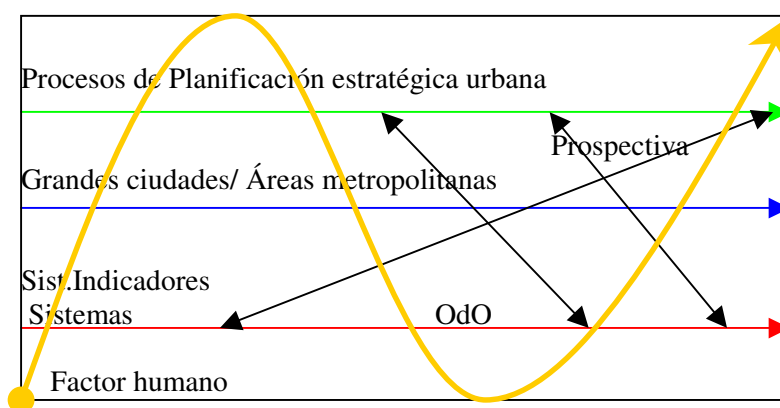 Procesos de Planificación estratégica urbana
Prospectiva
Grandes ciudades/ Áreas metropolitanas
Sist.Indicadores
Sistemas OdO
Factor humano